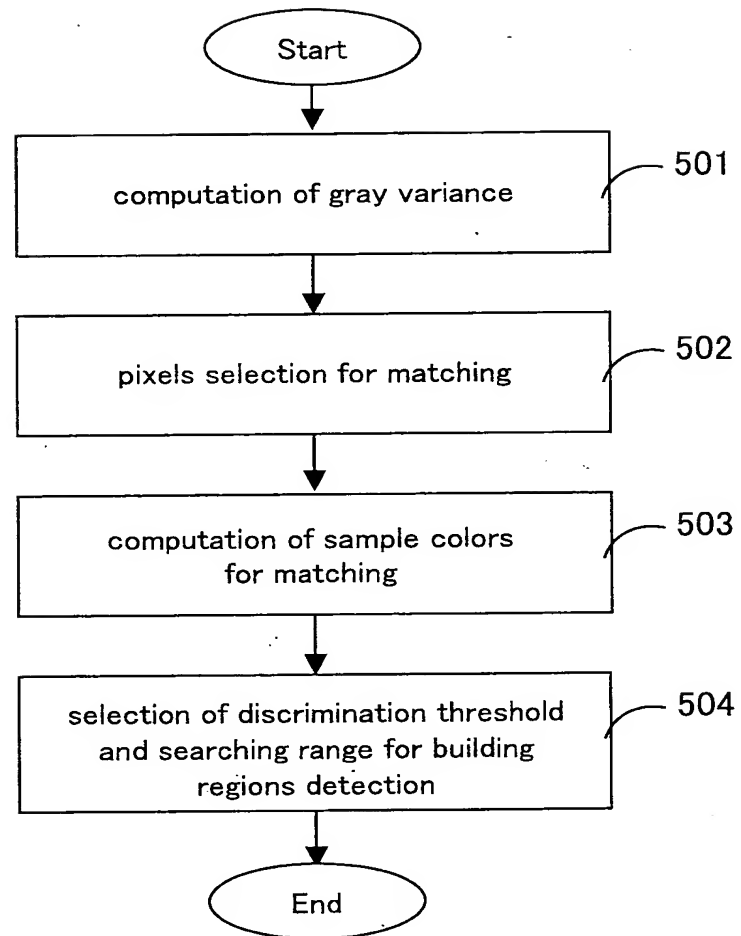 Start
computation of gray variance
501
pixels selection for matching
502
computation of sample colors
for matching
503
selection of discrimination threshold
and searching range for building
regions detection
504
End